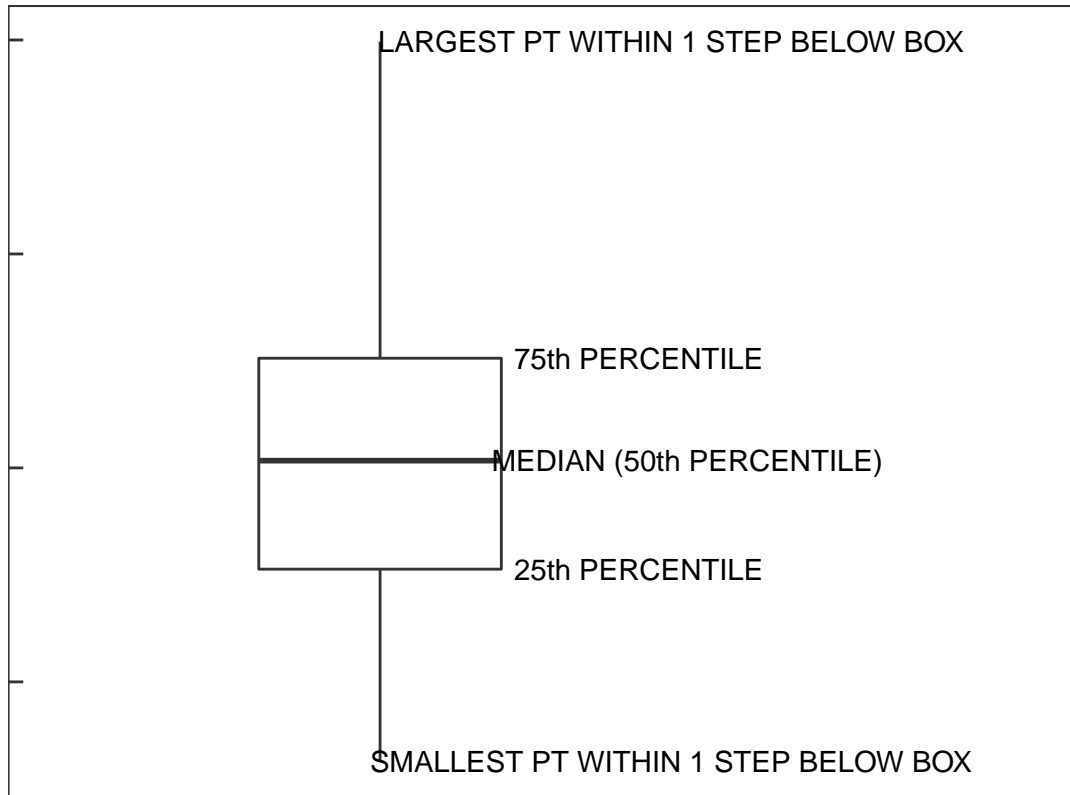 LARGEST PT WITHIN 1 STEP BELOW BOX
75th PERCENTILE
MEDIAN (50th PERCENTILE)
25th PERCENTILE
SMALLEST PT WITHIN 1 STEP BELOW BOX